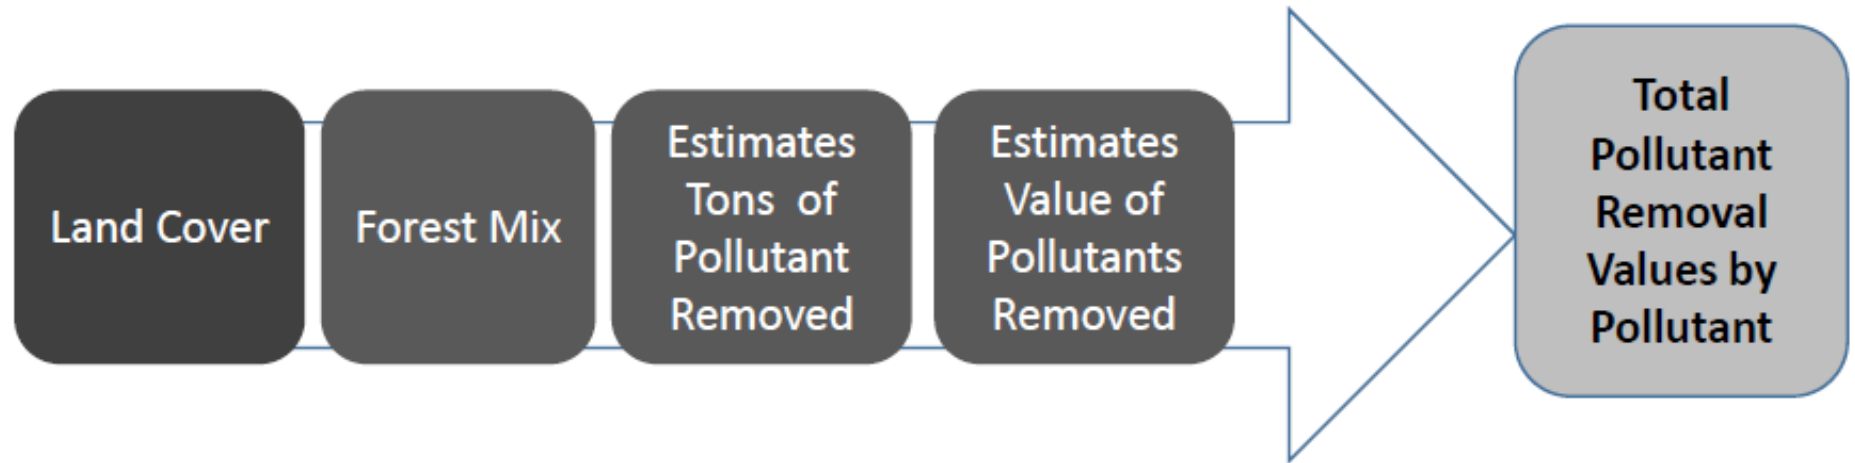 Land Cover
Forest Mix
Estimates
Tons of
Pollutant
Removed
Estimates
Value of
Pollutants
Removed
Total
Pollutant
Removal
Values by
Pollutant